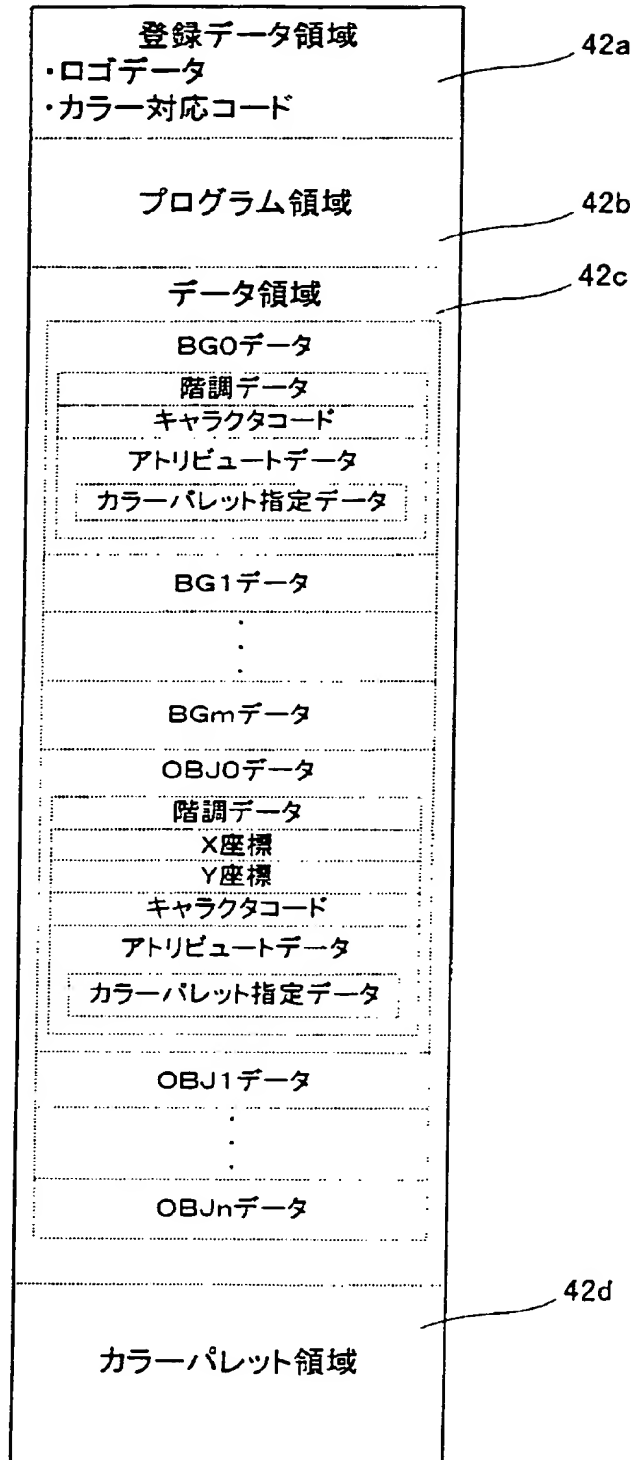 登録データ領域
・ロゴデータ
・カラー対応コード
42a
プログラム領域
42b
データ領域
42c
BG0データ
階調データ
キャラクタコード
アトリビュートデータ
カラーパレット指定データ
BG1データ
・
・
・
BGmデータ
OBJ0データ
階調データ
X座標
Y座標
キャラクタコード
アトリビュートデータ
カラーパレット指定データ
OBJ1データ
・
・
・
OBJnデータ
42d
カラーパレット領域